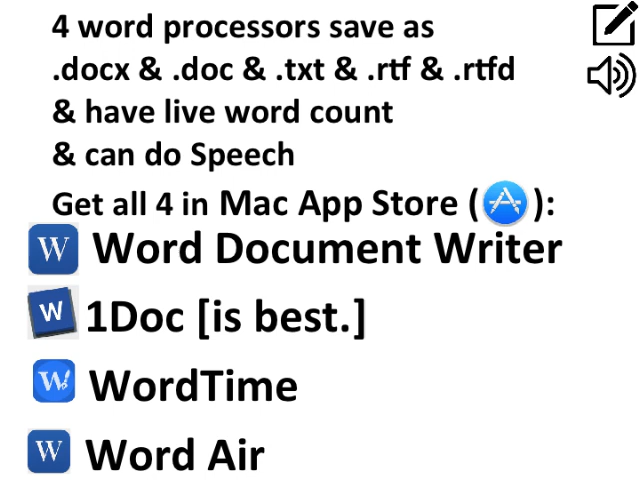 4 word processors save as
.docx & .doc & .txt & .rtf & .rtfd
& have live word count
& can do Speech
Get all 4 in Mac App Store ( ):
W Word Document Writer
W 1Doc [is best.]
W WordTime
W Word Air